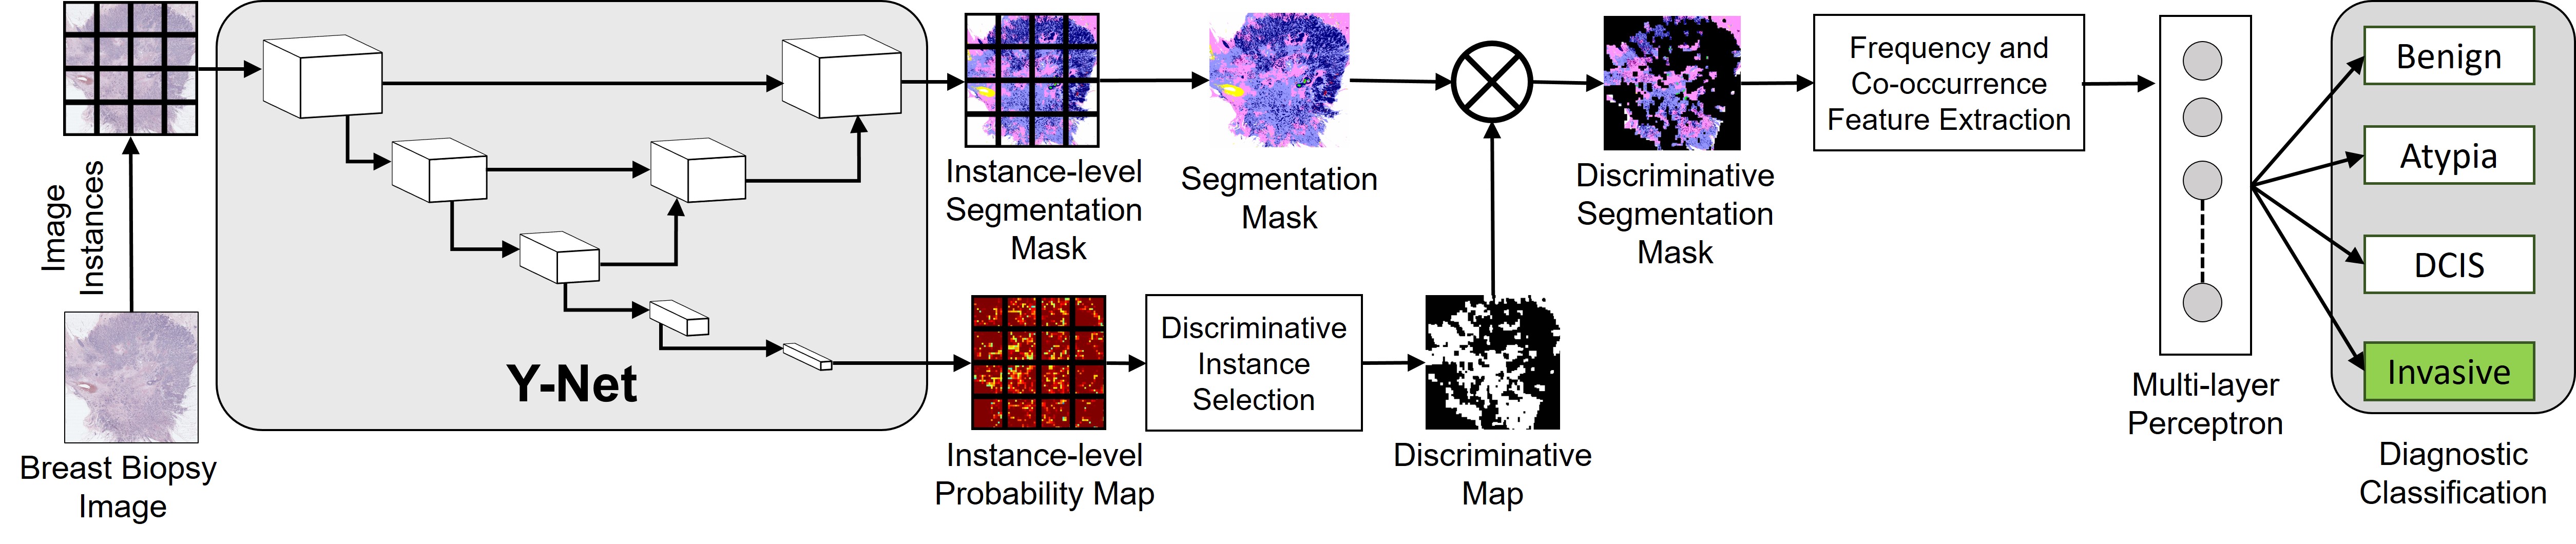 Image
Instances
Breast Biopsy
Image
Y-Net
Instance-level
Segmentation
Mask
Segmentation
Mask
Instance-level
Probability Map
Discriminative
Instance
Selection
Discriminative
Map
Discriminative
Segmentation
Mask
Frequency and
Co-occurrence
Feature Extraction
Multi-layer
Perceptron
Benign
Atypia
DCIS
Invasive
Diagnostic
Classification